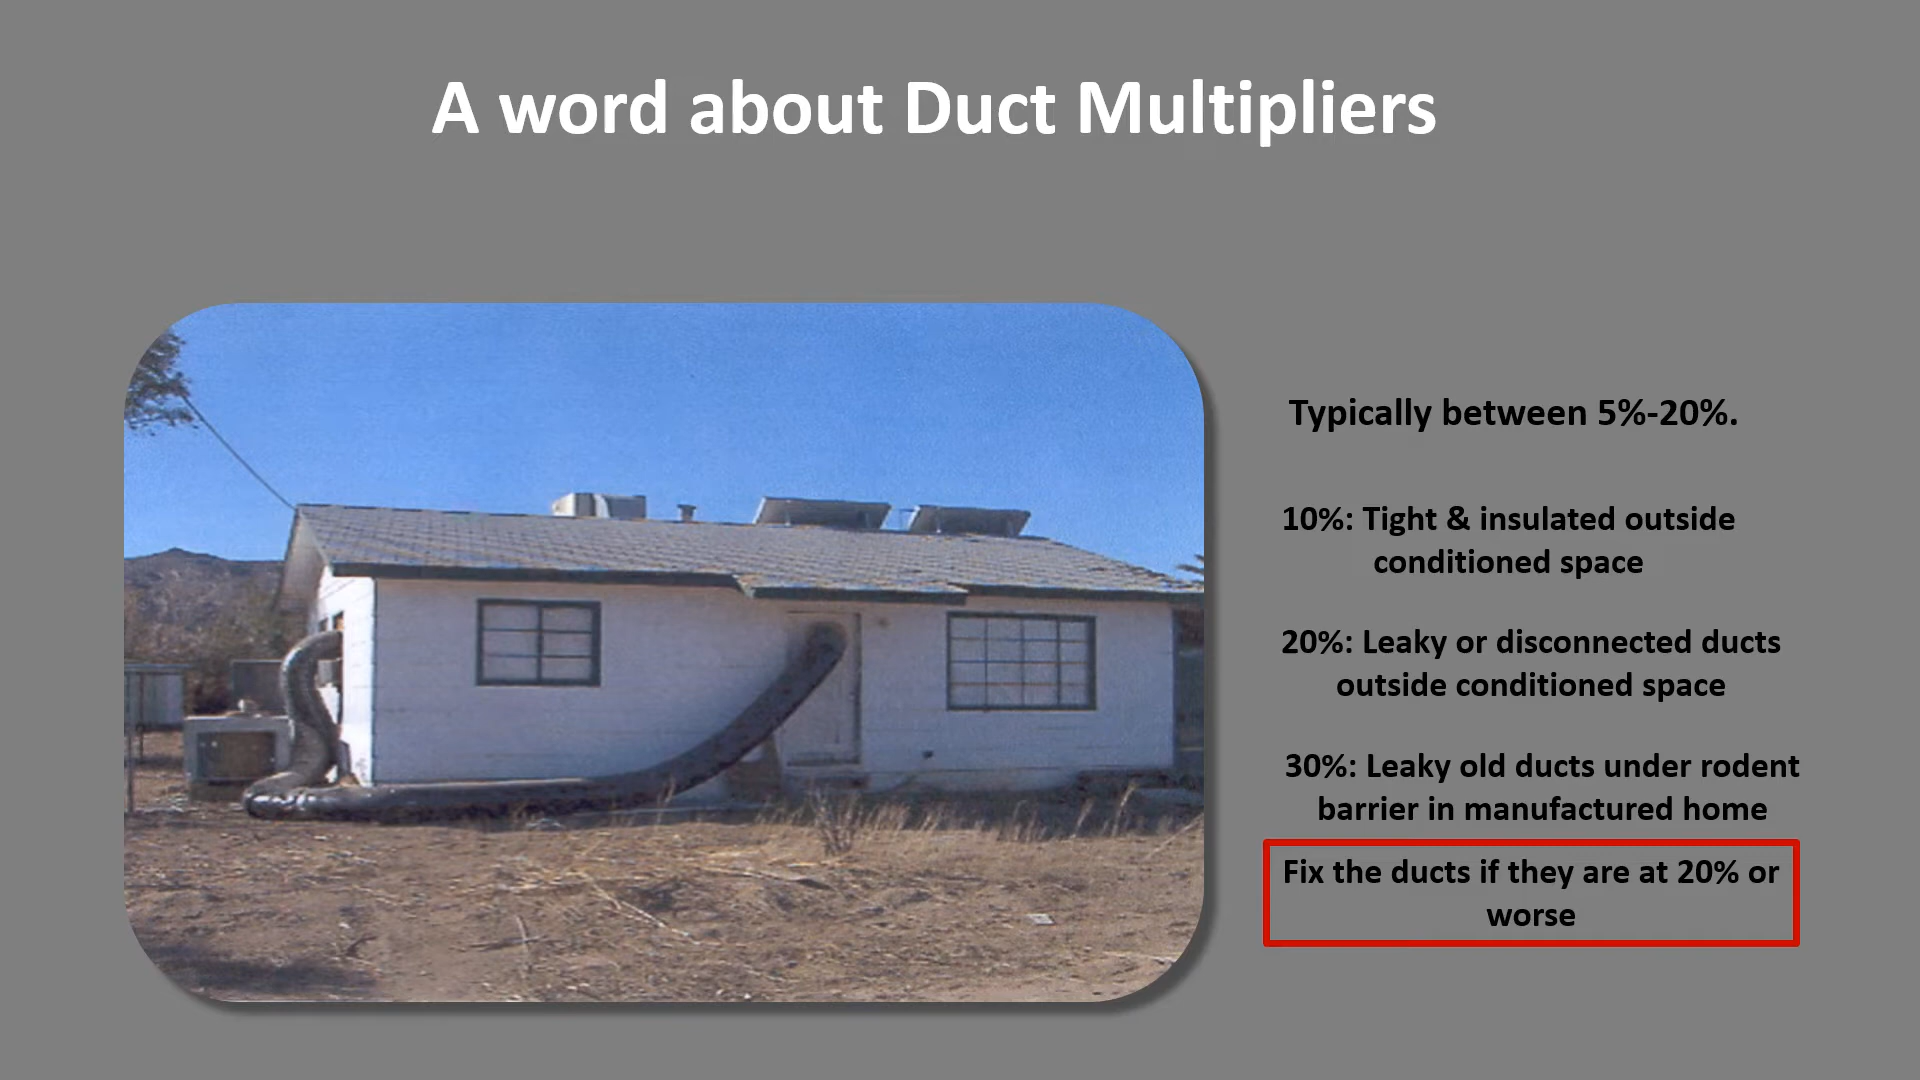 A word about Duct Multipliers
Typically between 5%-20%.
10%: Tight & insulated outside
conditioned space
20%: Leaky or disconnected ducts
outside conditioned space
30%: Leaky old ducts under rodent
barrier in manufactured home
Fix the ducts if they are at 20% or
worse